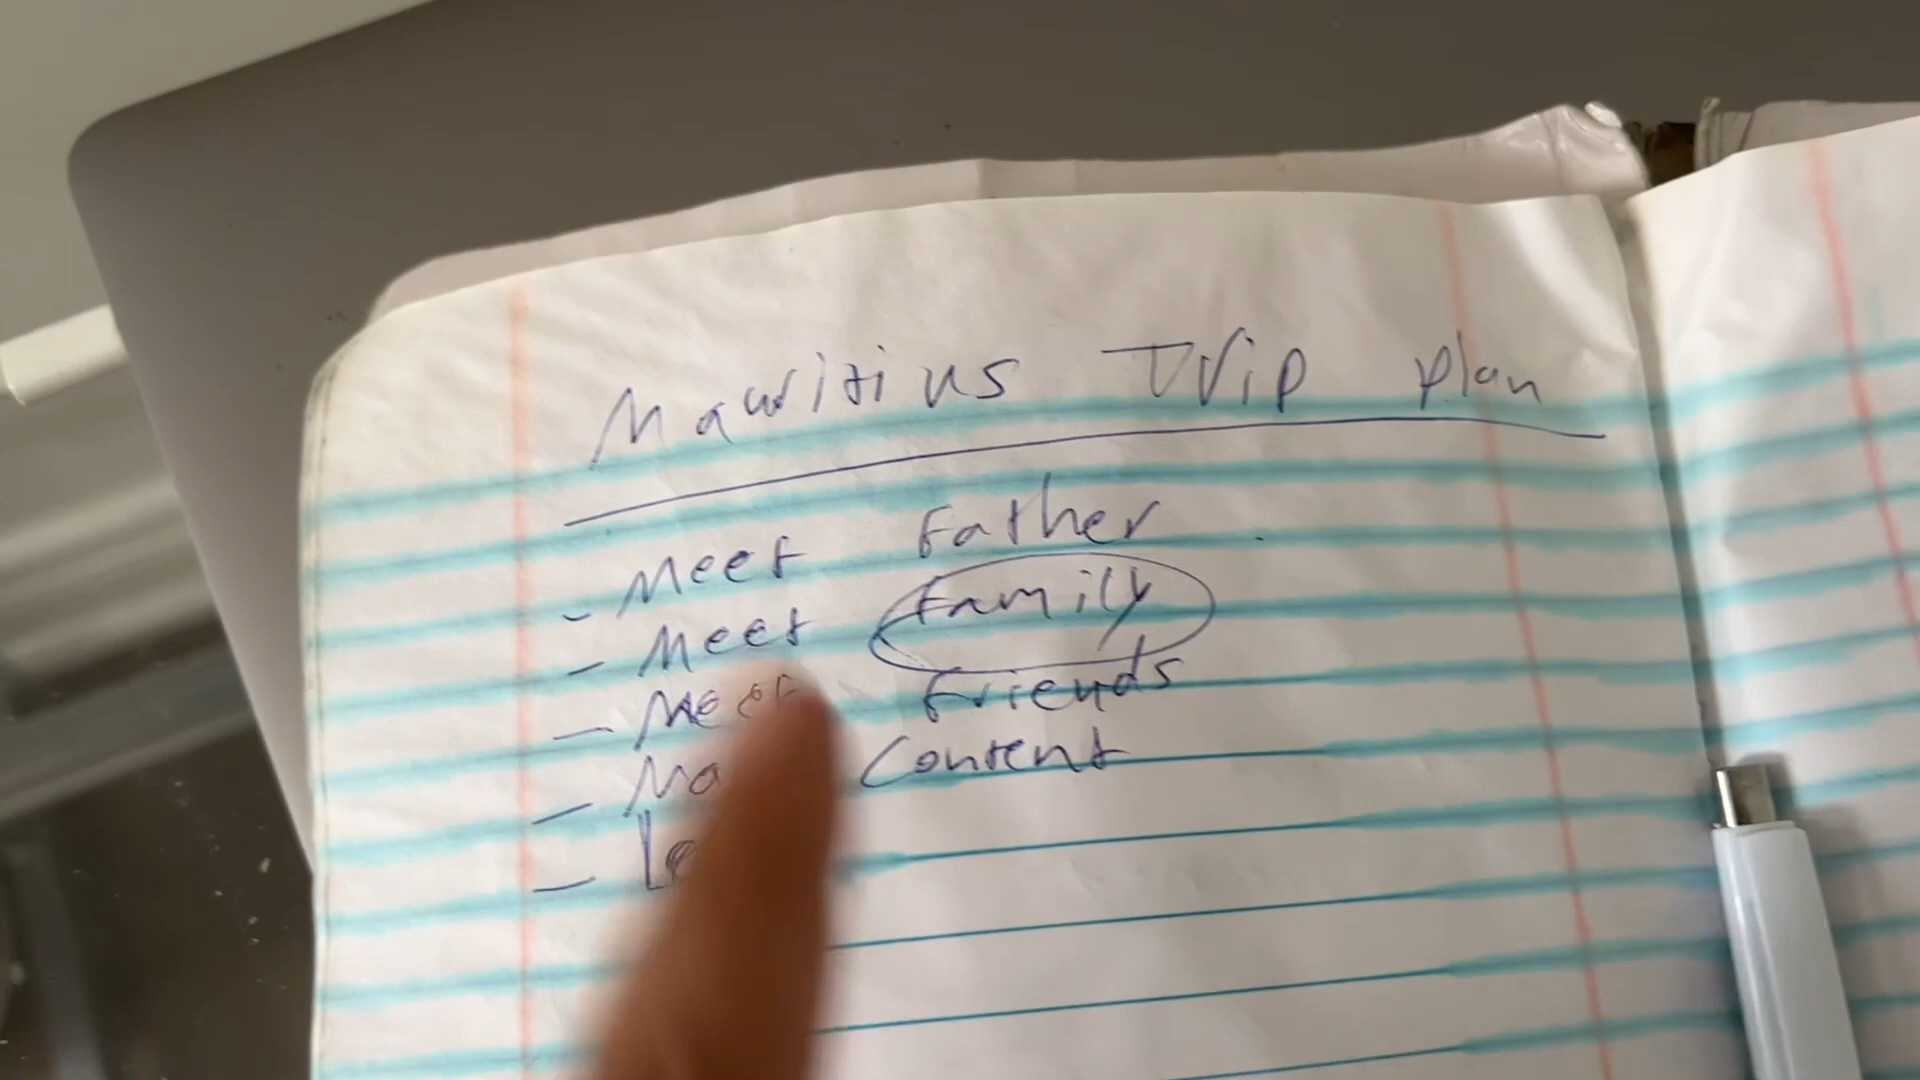 Mauritius Trip plan
- Meet Father
- Meet Family
- Meet Friends
- Content
-